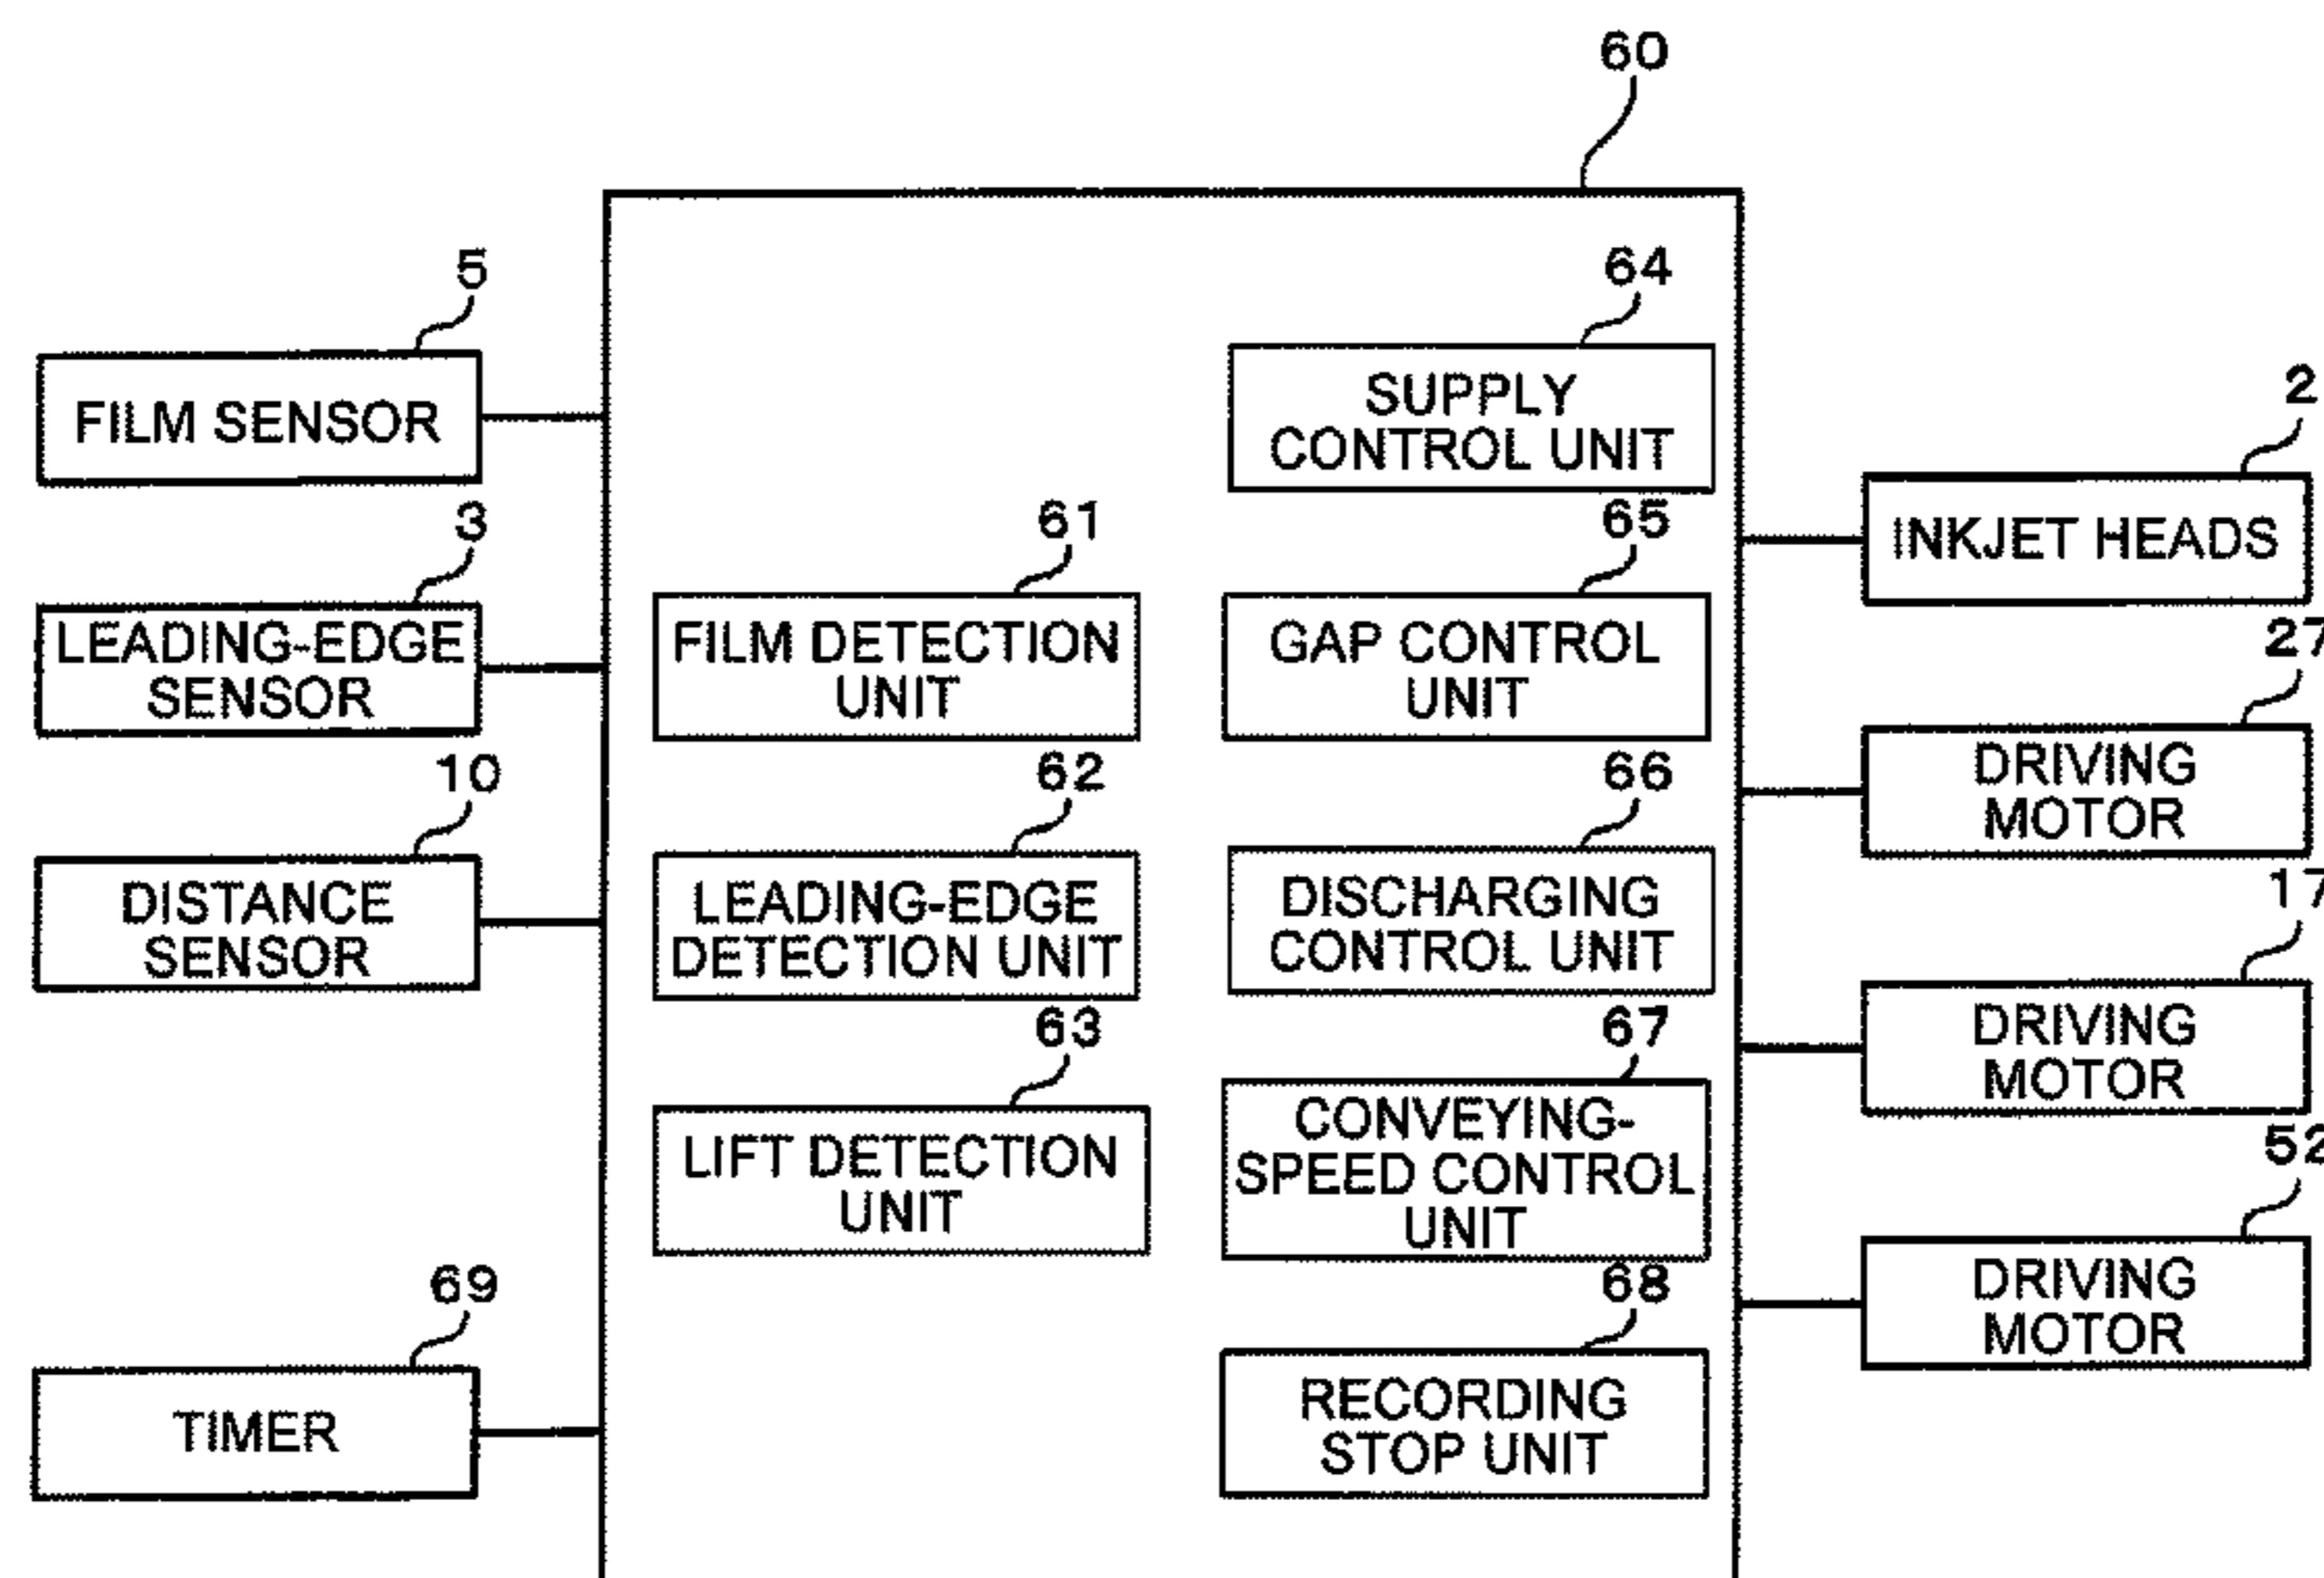 60
5
FILM SENSOR
3
LEADING-EDGE
SENSOR
10
DISTANCE
SENSOR
69
TIMER
61
FILM DETECTION
UNIT
62
LEADING-EDGE
DETECTION UNIT
63
LIFT DETECTION
UNIT
64
SUPPLY
CONTROL UNIT
65
GAP CONTROL
UNIT
66
DISCHARGING
CONTROL UNIT
67
CONVEYING-
SPEED CONTROL
UNIT
68
RECORDING
STOP UNIT
2
INKJET HEADS
27
DRIVING
MOTOR
17
DRIVING
MOTOR
52
DRIVING
MOTOR